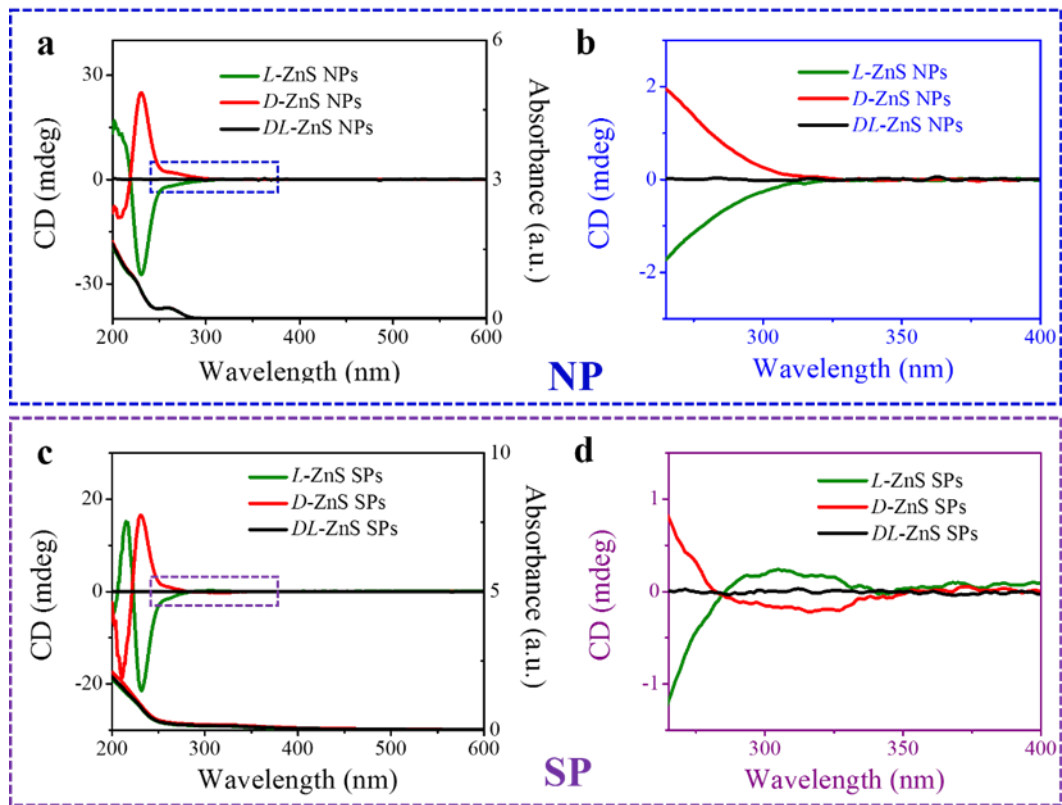 a
6
30
L-ZnS NPs
D-ZnS NPs
DL-ZnS NPs
0
3
-30
0
CD (mdeg)
Absorbance (a.u.)
200 300 400 500 600
Wavelength (nm)
b
2
L-ZnS NPs
D-ZnS NPs
DL-ZnS NPs
0
-2
CD (mpeg)
300 350 400
Wavelength (nm)
NP
c
10
20
L-ZnS SPs
D-ZnS SPs
DL-ZnS SPs
0
5
-20
0
CD (mdeg)
Absorbance (a.u.)
200 300 400 500 600
Wavelength (nm)
d
1
L-ZnS SPs
D-ZnS SPs
DL-ZnS SPs
0
-1
CD (mdeg)
300 350 400
Wavelength (nm)
SP